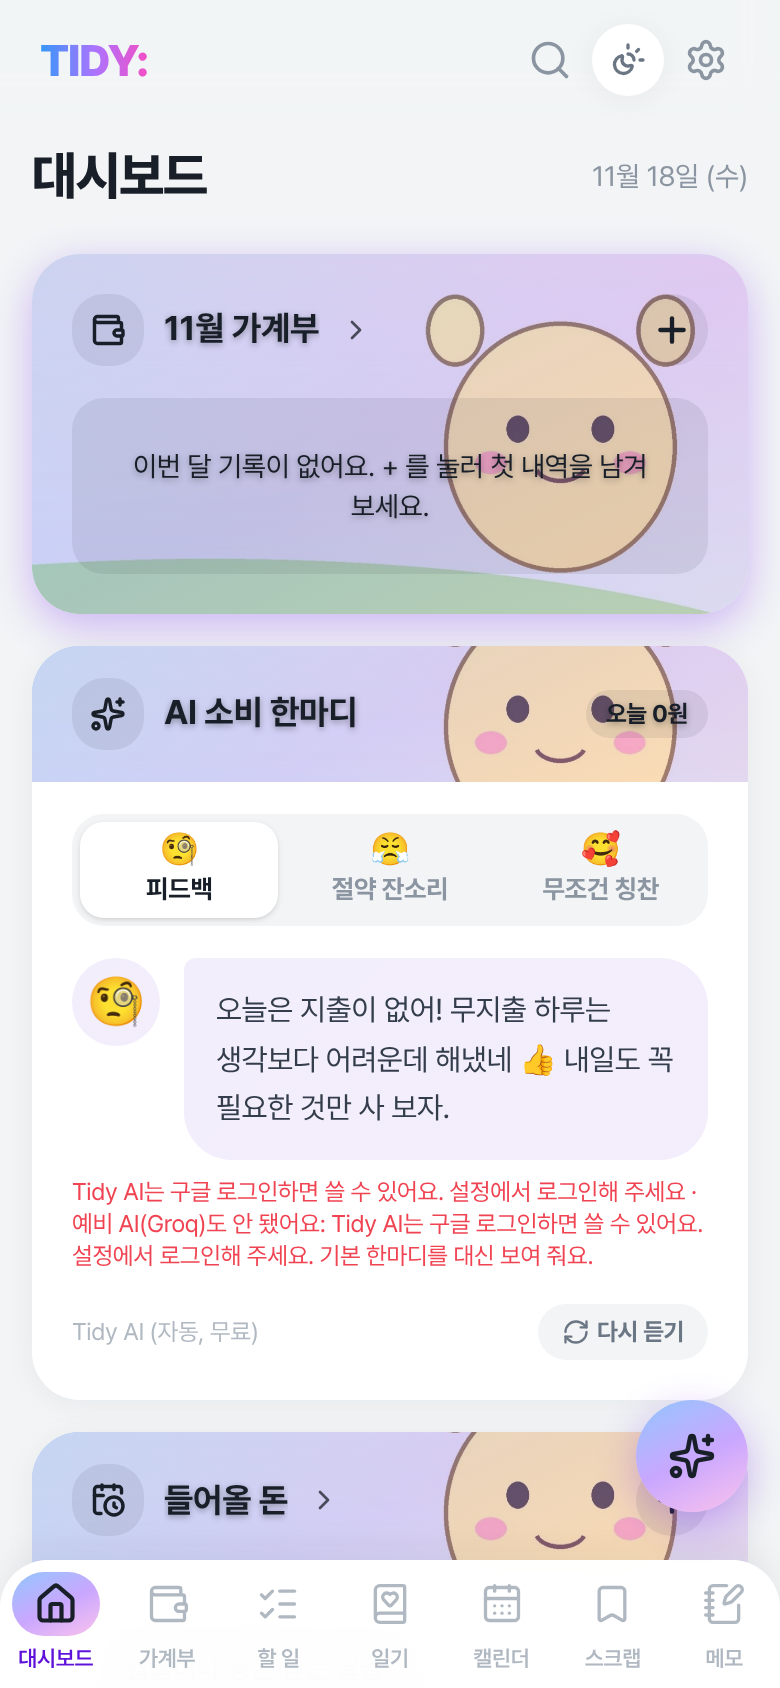 TIDY:
대시보드
11월 18일 (수)
11월 가계부
이번 달 기록이 없어요. + 를 눌러 첫 내역을 남겨
보세요.
AI 소비 한마디
오늘 0원
피드백
절약 잔소리
무조건 칭찬
오늘은 지출이 없어! 무지출 하루는
생각보다 어려운데 해냈네 👍 내일도 꼭
필요한 것만 사 보자.
Tidy AI는 구글 로그인하면 쓸 수 있어요. 설정에서 로그인해 주세요 ·
예비 AI(Groq)도 안 됐어요: Tidy AI는 구글 로그인하면 쓸 수 있어요.
설정에서 로그인해 주세요. 기본 한마디를 대신 보여 줘요.
Tidy AI (자동, 무료)
다시 듣기
들어올 돈
대시보드
가계부
할 일
일기
캘린더
스크랩
메모